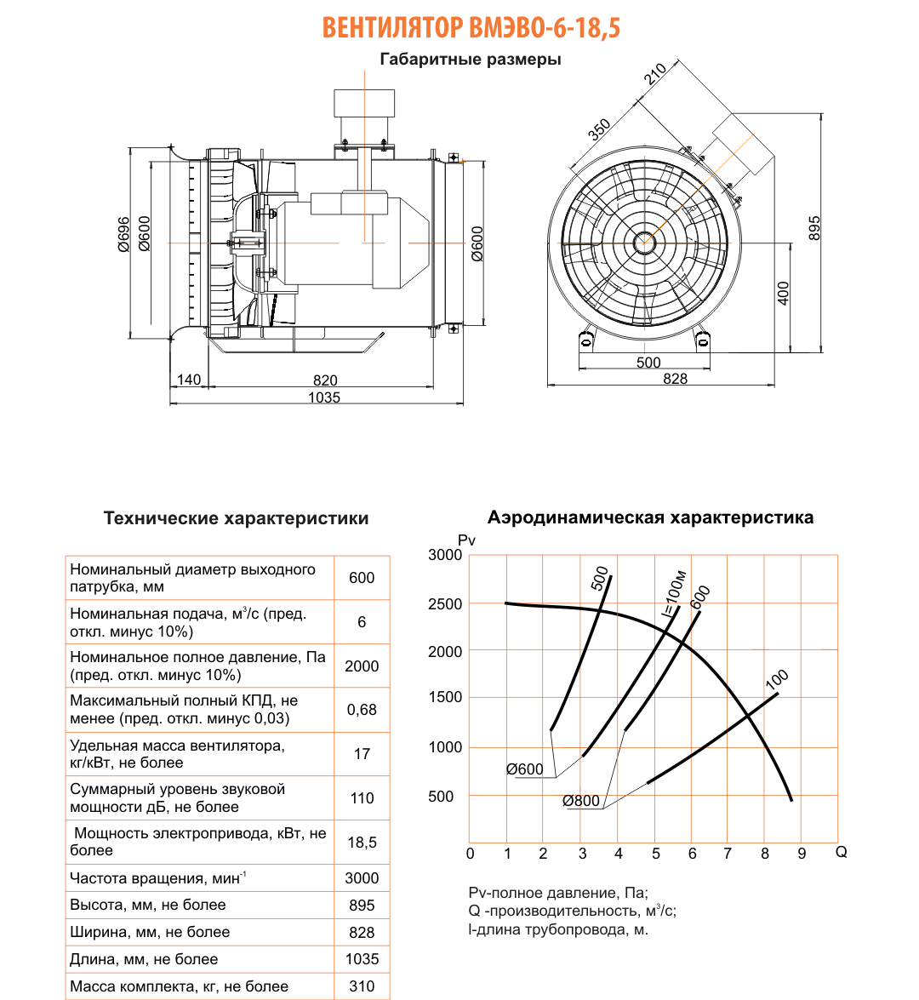 ВЕНТИЛЯТОР ВМЭВО-6-18,5
Габаритные размеры
210
350
Ø696
Ø600
Ø600
895
400
140
820
1035
500
828
Технические характеристики
Номинальный диаметр выходного
патрубка, мм
600
Номинальная подача, м³/с (пред.
откл. минус 10%)
6
Номинальное полное давление, Па
(пред. откл. минус 10%)
2000
Максимальный полный КПД, не
менее (пред. откл. минус 0,03)
0,68
Удельная масса вентилятора,
кг/кВт, не более
17
Суммарный уровень звуковой
мощности дБ, не более
110
Мощность электропривода, кВт, не
более
18,5
Частота вращения, мин⁻¹
3000
Высота, мм, не более
895
Ширина, мм, не более
828
Длина, мм, не более
1035
Масса комплекта, кг, не более
310
Аэродинамическая характеристика
Pv
3000
2500
2000
1500
1000
500
500
l=100м
600
100
Ø600
Ø800
0 1 2 3 4 5 6 7 8 9 Q
Pv-полное давление, Па;
Q -производительность, м³/с;
l-длина трубопровода, м.